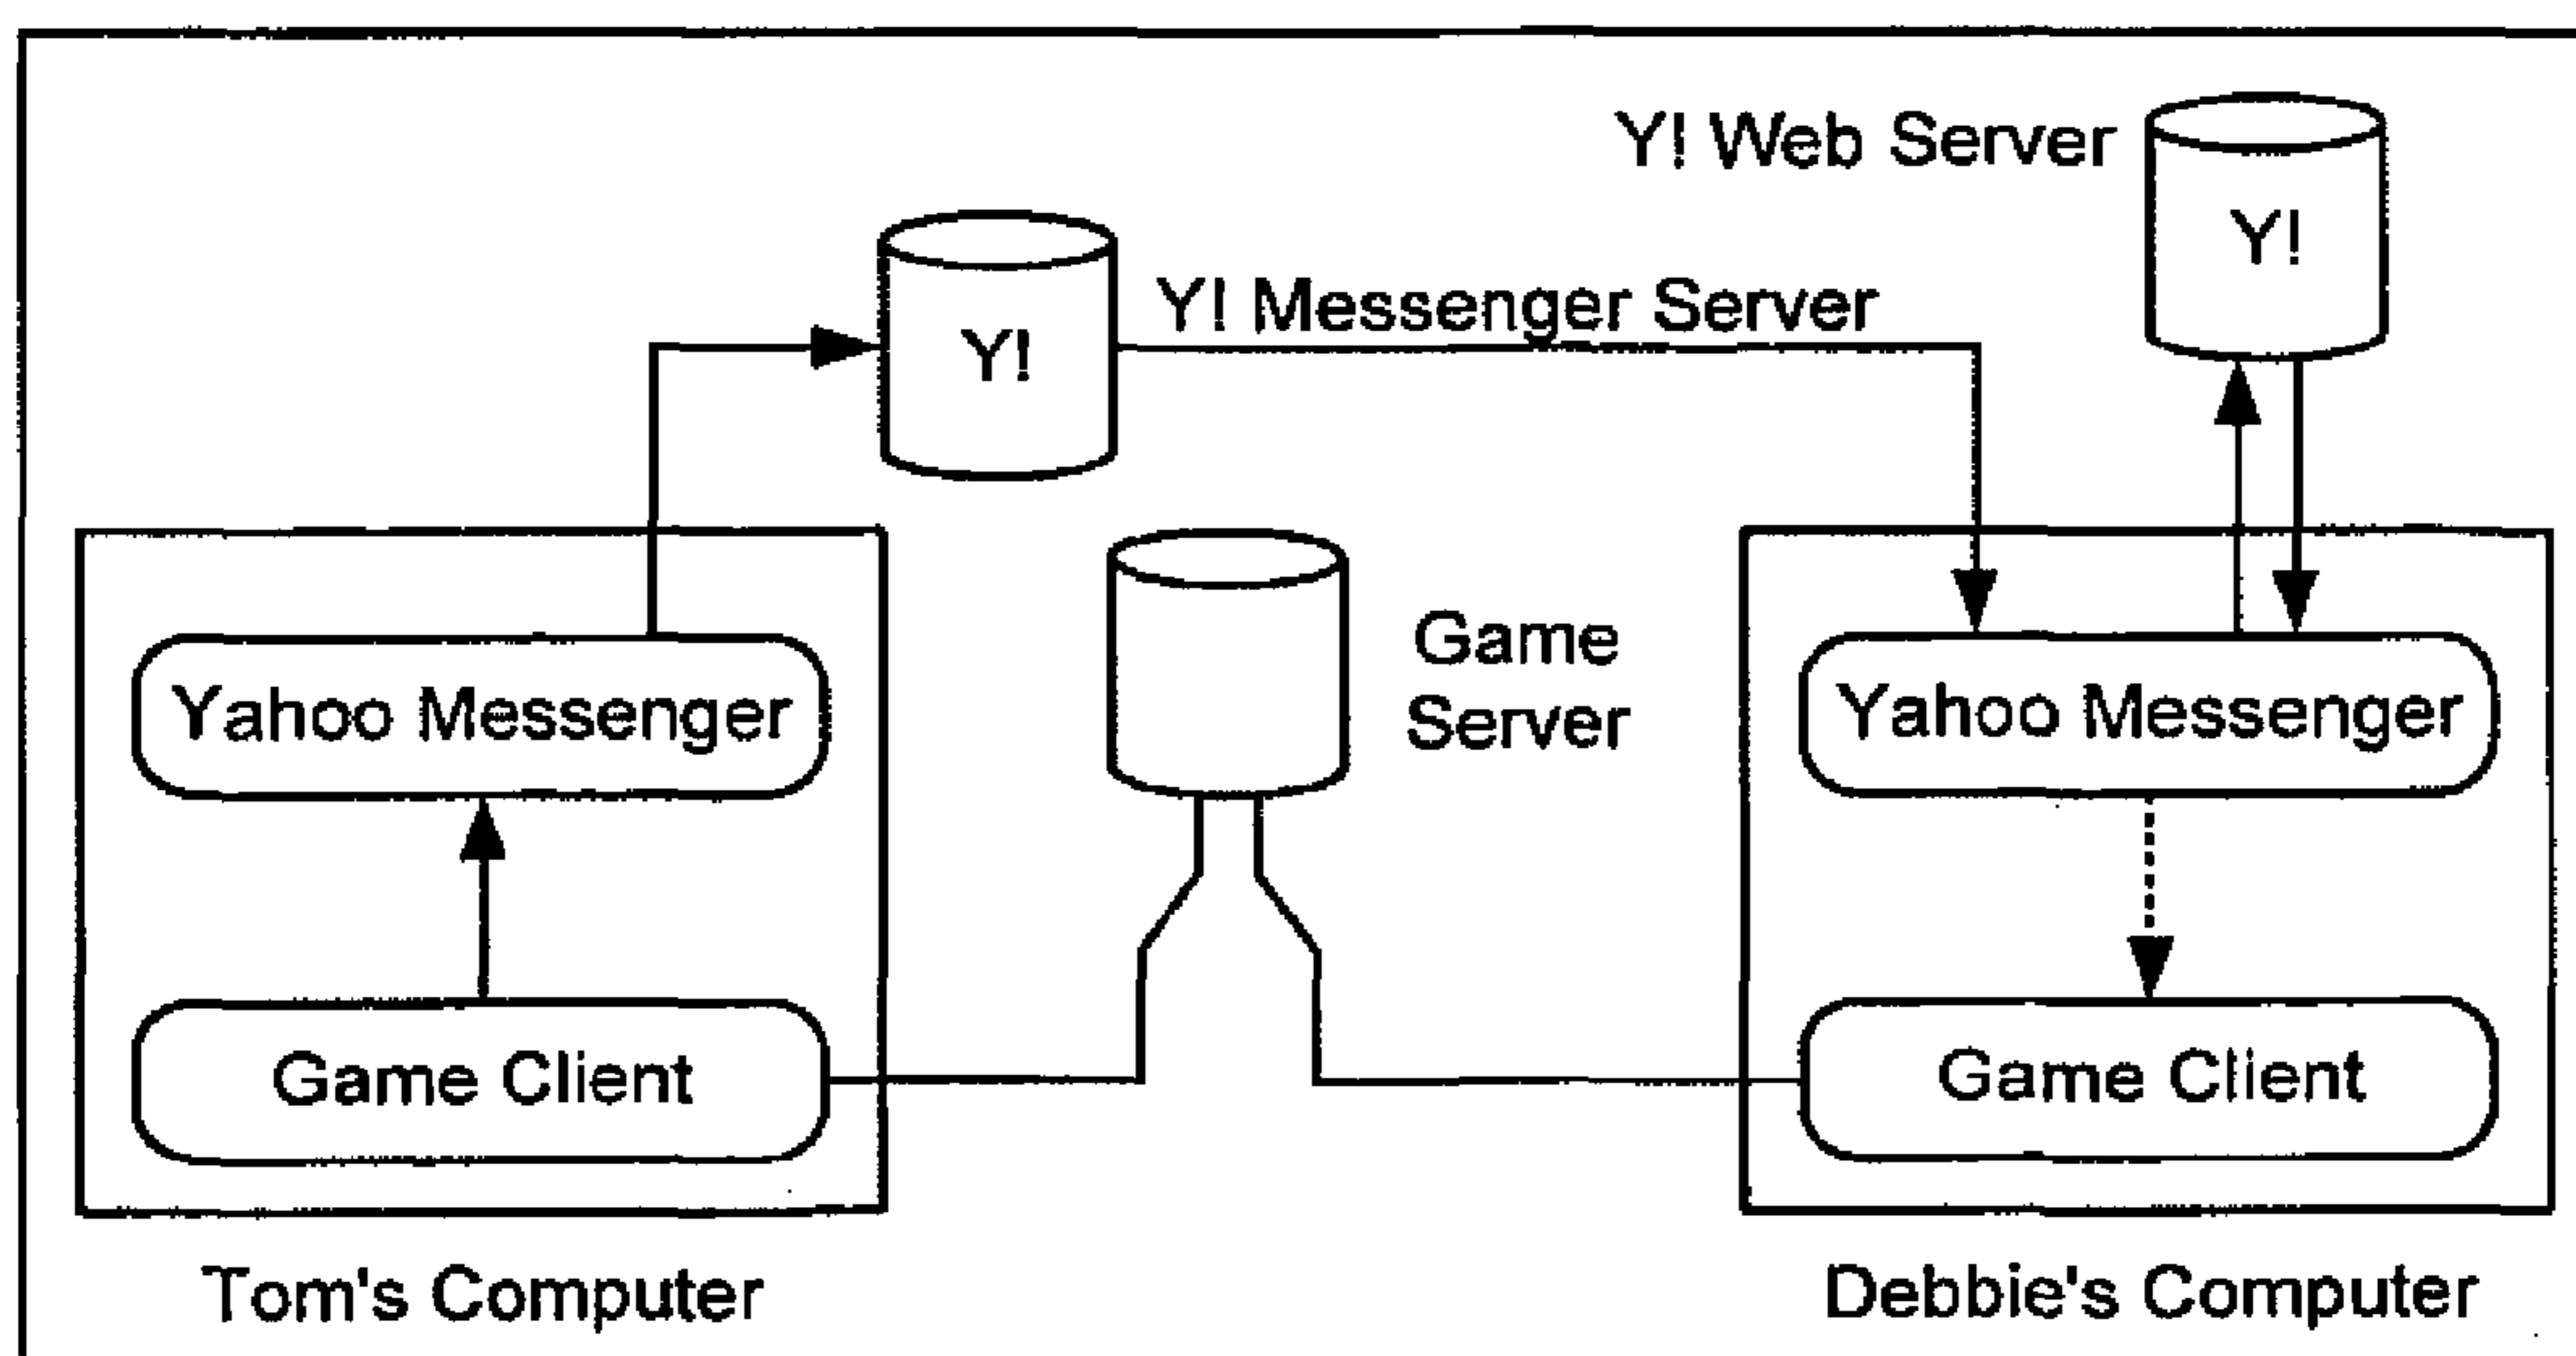 Y! Web Server
Y!
Y! Messenger Server
Y!
Game
Server
Yahoo Messenger
Yahoo Messenger
Game Client
Game Client
Tom's Computer
Debbie's Computer